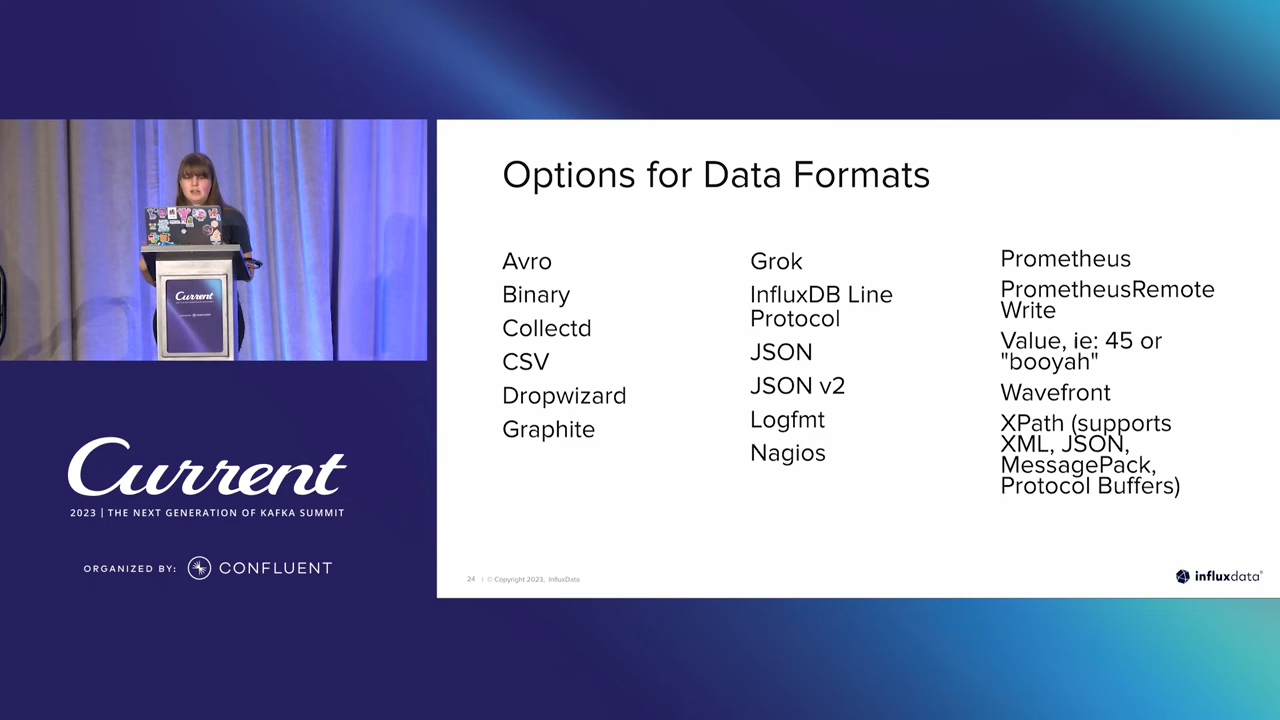 Options for Data Formats
Avro
Binary
Collectd
CSV
Dropwizard
Graphite
Grok
InfluxDB Line
Protocol
JSON
JSON v2
Logfmt
Nagios
Prometheus
PrometheusRemote
Write
Value, ie: 45 or
"booyah"
Wavefront
XPath (supports
XML, JSON,
MessagePack,
Protocol Buffers)
24 | © Copyright 2023, InfluxData
influxdata®
Current
Current
2023 | THE NEXT GENERATION OF KAFKA SUMMIT
ORGANIZED BY: CONFLUENT